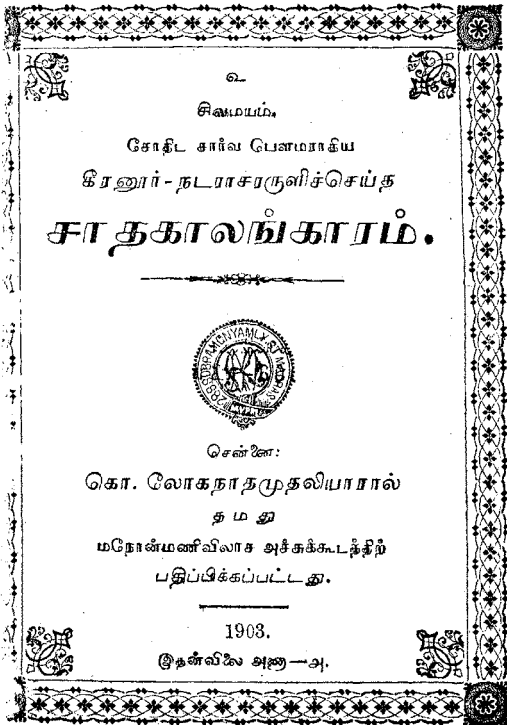 உ
சிவமயம்.
சோதிட சார்வ பௌமராகிய
கீரனூர்-நடராசரருளிச்செய்த
சாதகாலங்காரம்.
சென்னை:
கொ. லோகநாதமுதலியாரால்
தமது
மநோன்மணிவிலாச அச்சுக்கூடத்திற்
பதிப்பிக்கப்பட்டது.
1903.
இதன்விலை அணா—அ.